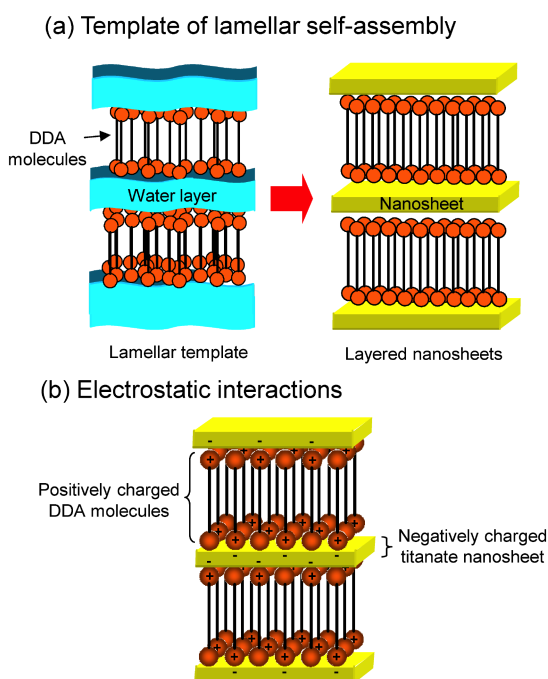 (a) Template of lamellar self-assembly
DDA
molecules
Water layer
Nanosheet
Lamellar template
Layered nanosheets
(b) Electrostatic interactions
Positively charged
DDA molecules
Negatively charged
titanate nanosheet